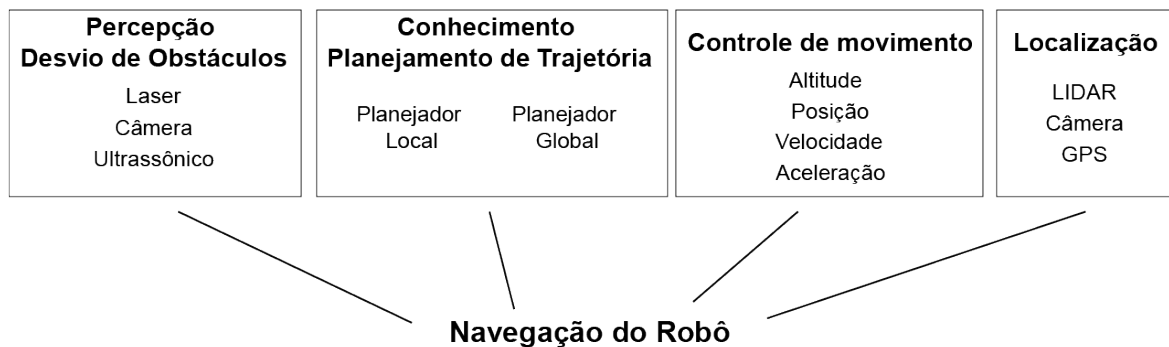 Percepção
Desvio de Obstáculos
Laser
Câmera
Ultrassônico
Conhecimento
Planejamento de Trajetória
Planejador
Local
Planejador
Global
Controle de movimento
Altitude
Posição
Velocidade
Aceleração
Localização
LIDAR
Câmera
GPS
Navegação do Robô